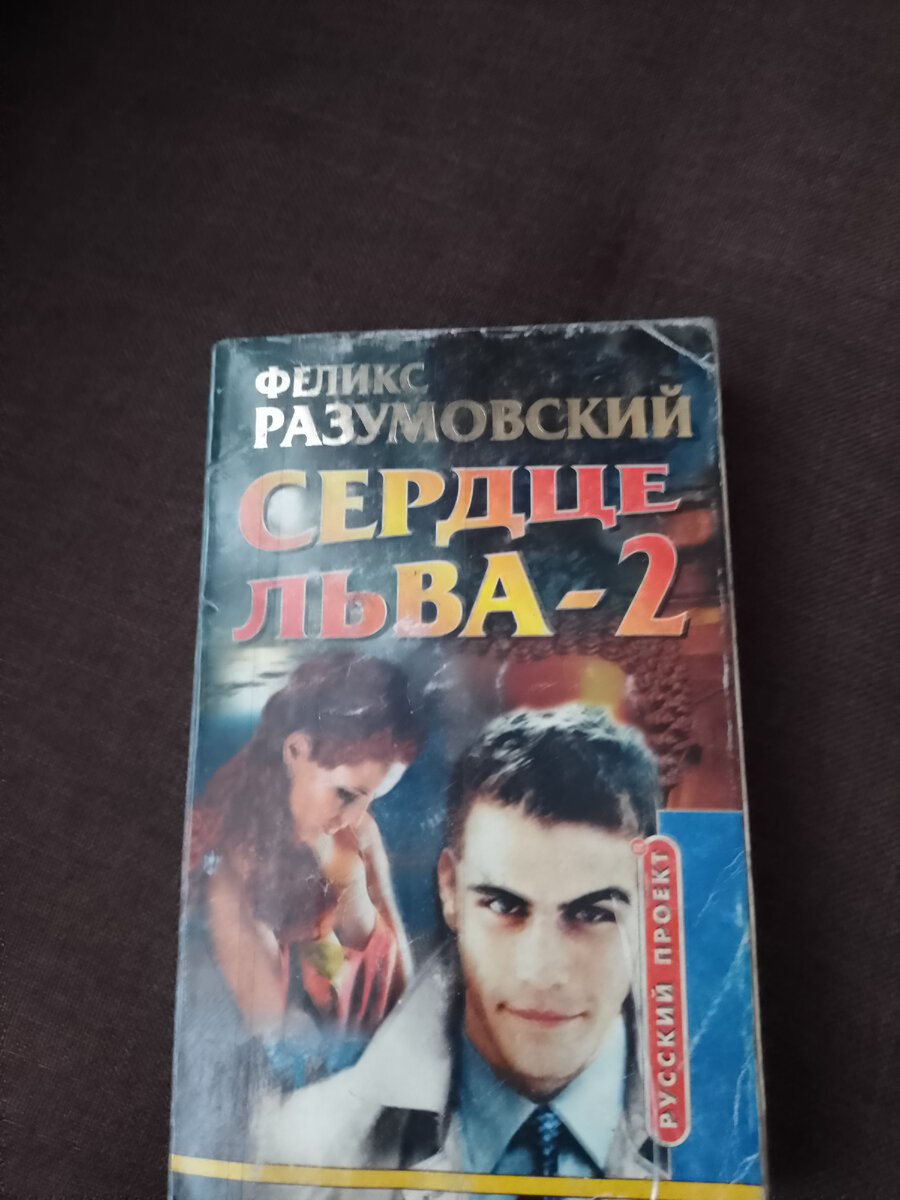 ФЕЛИКС
РАЗУМОВСКИЙ
СЕРДЦЕ
ЛЬВА-2
РУССКИЙ ПРОЕКТ®